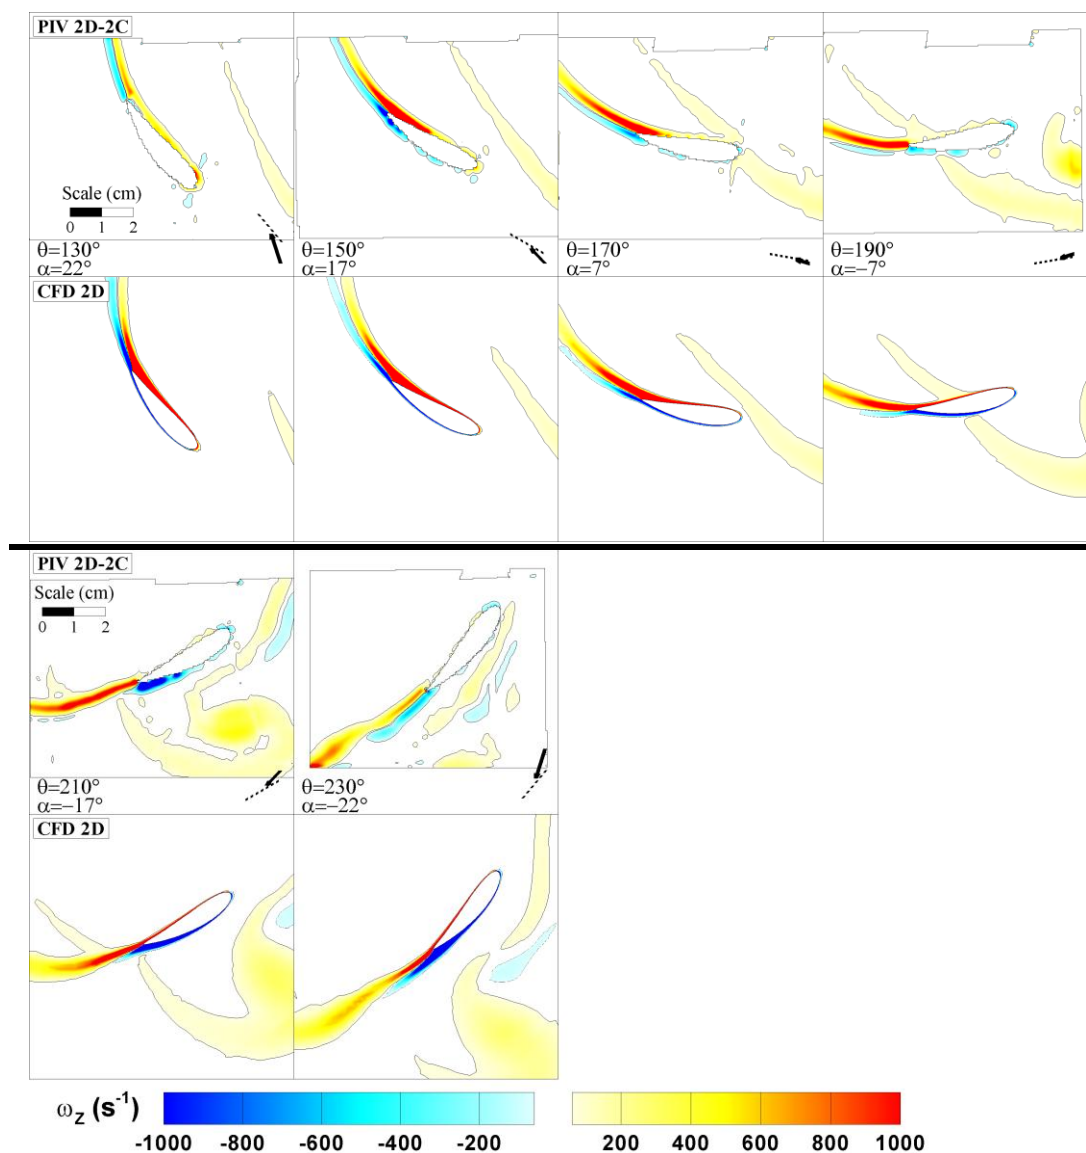 PIV 2D-2C
Scale (cm)
0 1 2
θ=130°
α=22°
θ=150°
α=17°
θ=170°
α=7°
θ=190°
α=−7°
CFD 2D
PIV 2D-2C
Scale (cm)
0 1 2
θ=210°
α=−17°
θ=230°
α=−22°
CFD 2D
ωz (s-1)
-1000 -800 -600 -400 -200 200 400 600 800 1000